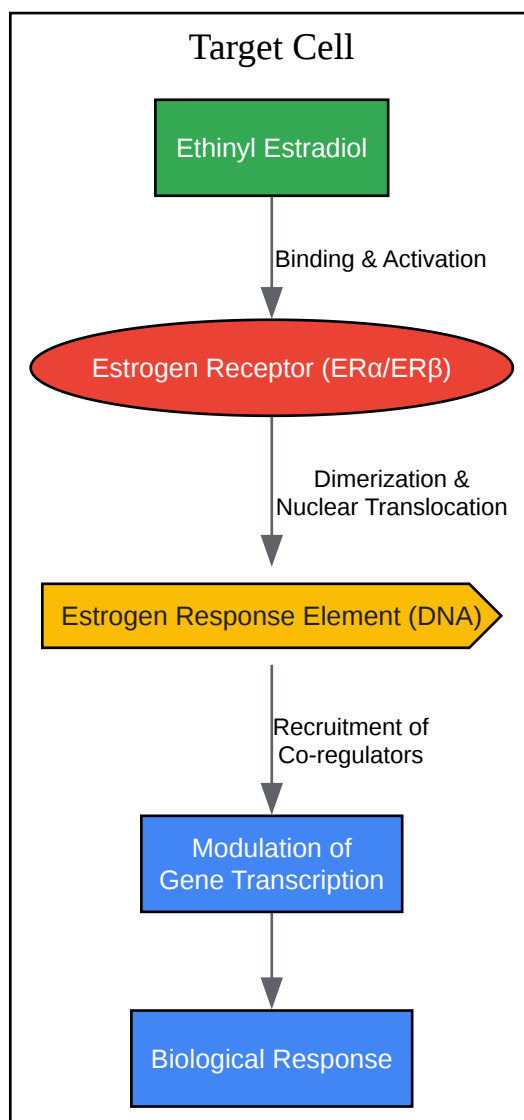 Target Cell
Ethinyl Estradiol
Binding & Activation
Estrogen Receptor (ERα/ERβ)
Dimerization &
Nuclear Translocation
Estrogen Response Element (DNA)
Recruitment of
Co-regulators
Modulation of
Gene Transcription
Biological Response